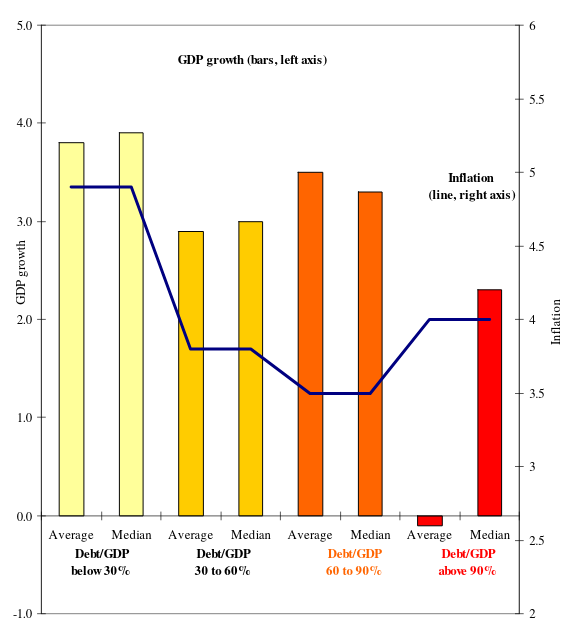 5.0
4.0
3.0
2.0
1.0
0.0
-1.0
GDP growth
GDP growth (bars, left axis)
Inflation
(line, right axis)
6
5.5
5
4.5
4
3.5
3
2.5
2
Inflation
Average Median Average Median Average Median Average Median
Debt/GDP Debt/GDP Debt/GDP Debt/GDP
below 30% 30 to 60% 60 to 90% above 90%